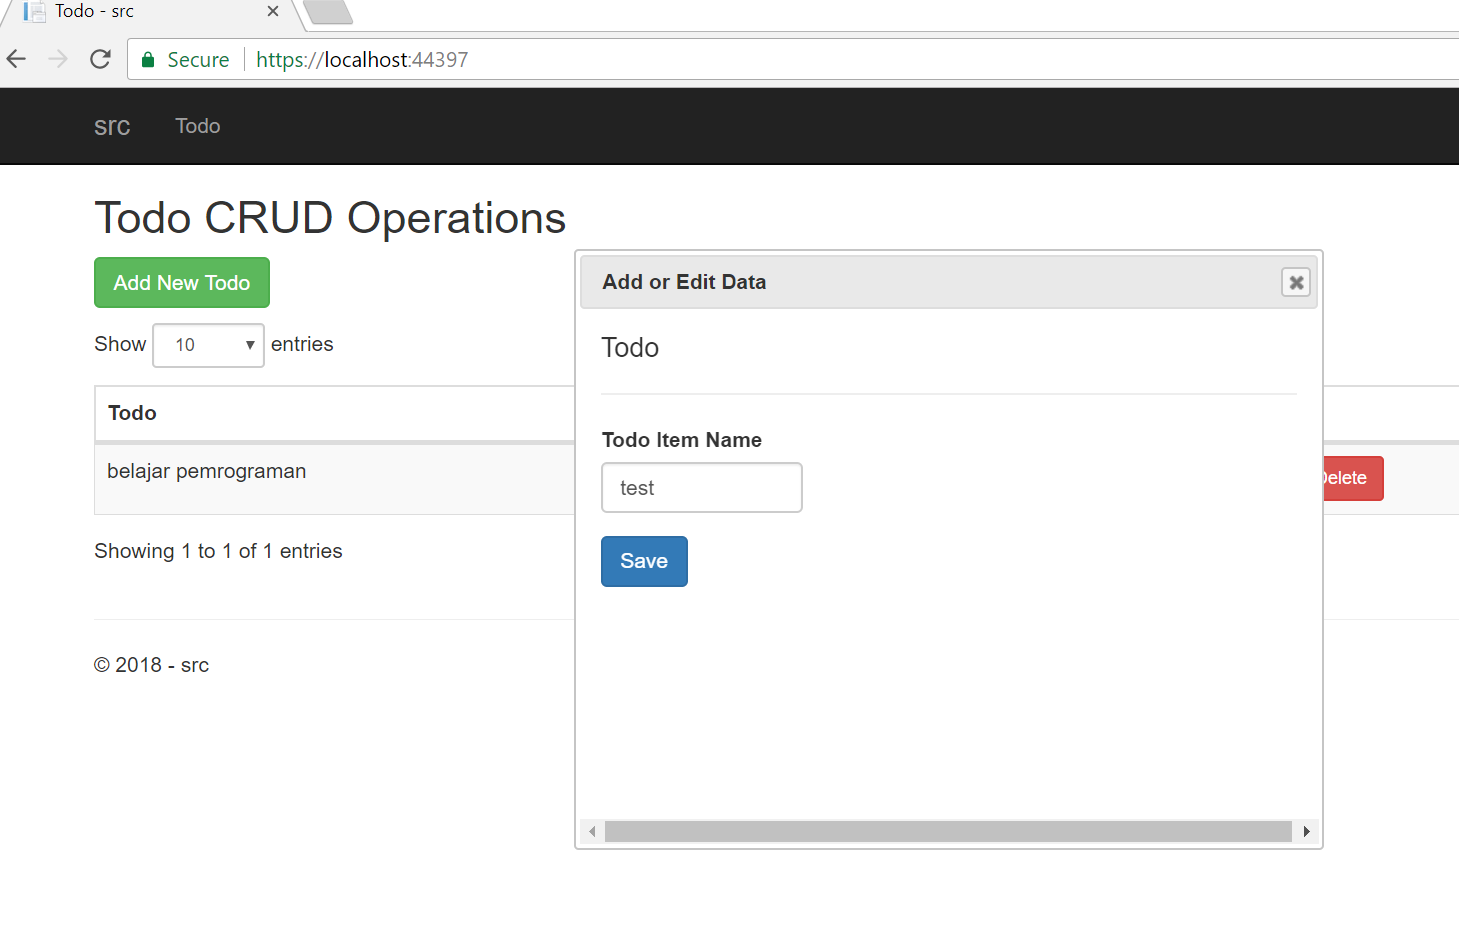 Todo - src
Secure https://localhost:44397
src Todo
Todo CRUD Operations
Add New Todo
Show 10 entries
Todo
belajar pemrograman
Showing 1 to 1 of 1 entries
© 2018 - src
Add or Edit Data
Todo
Todo Item Name
test
Save
Delete